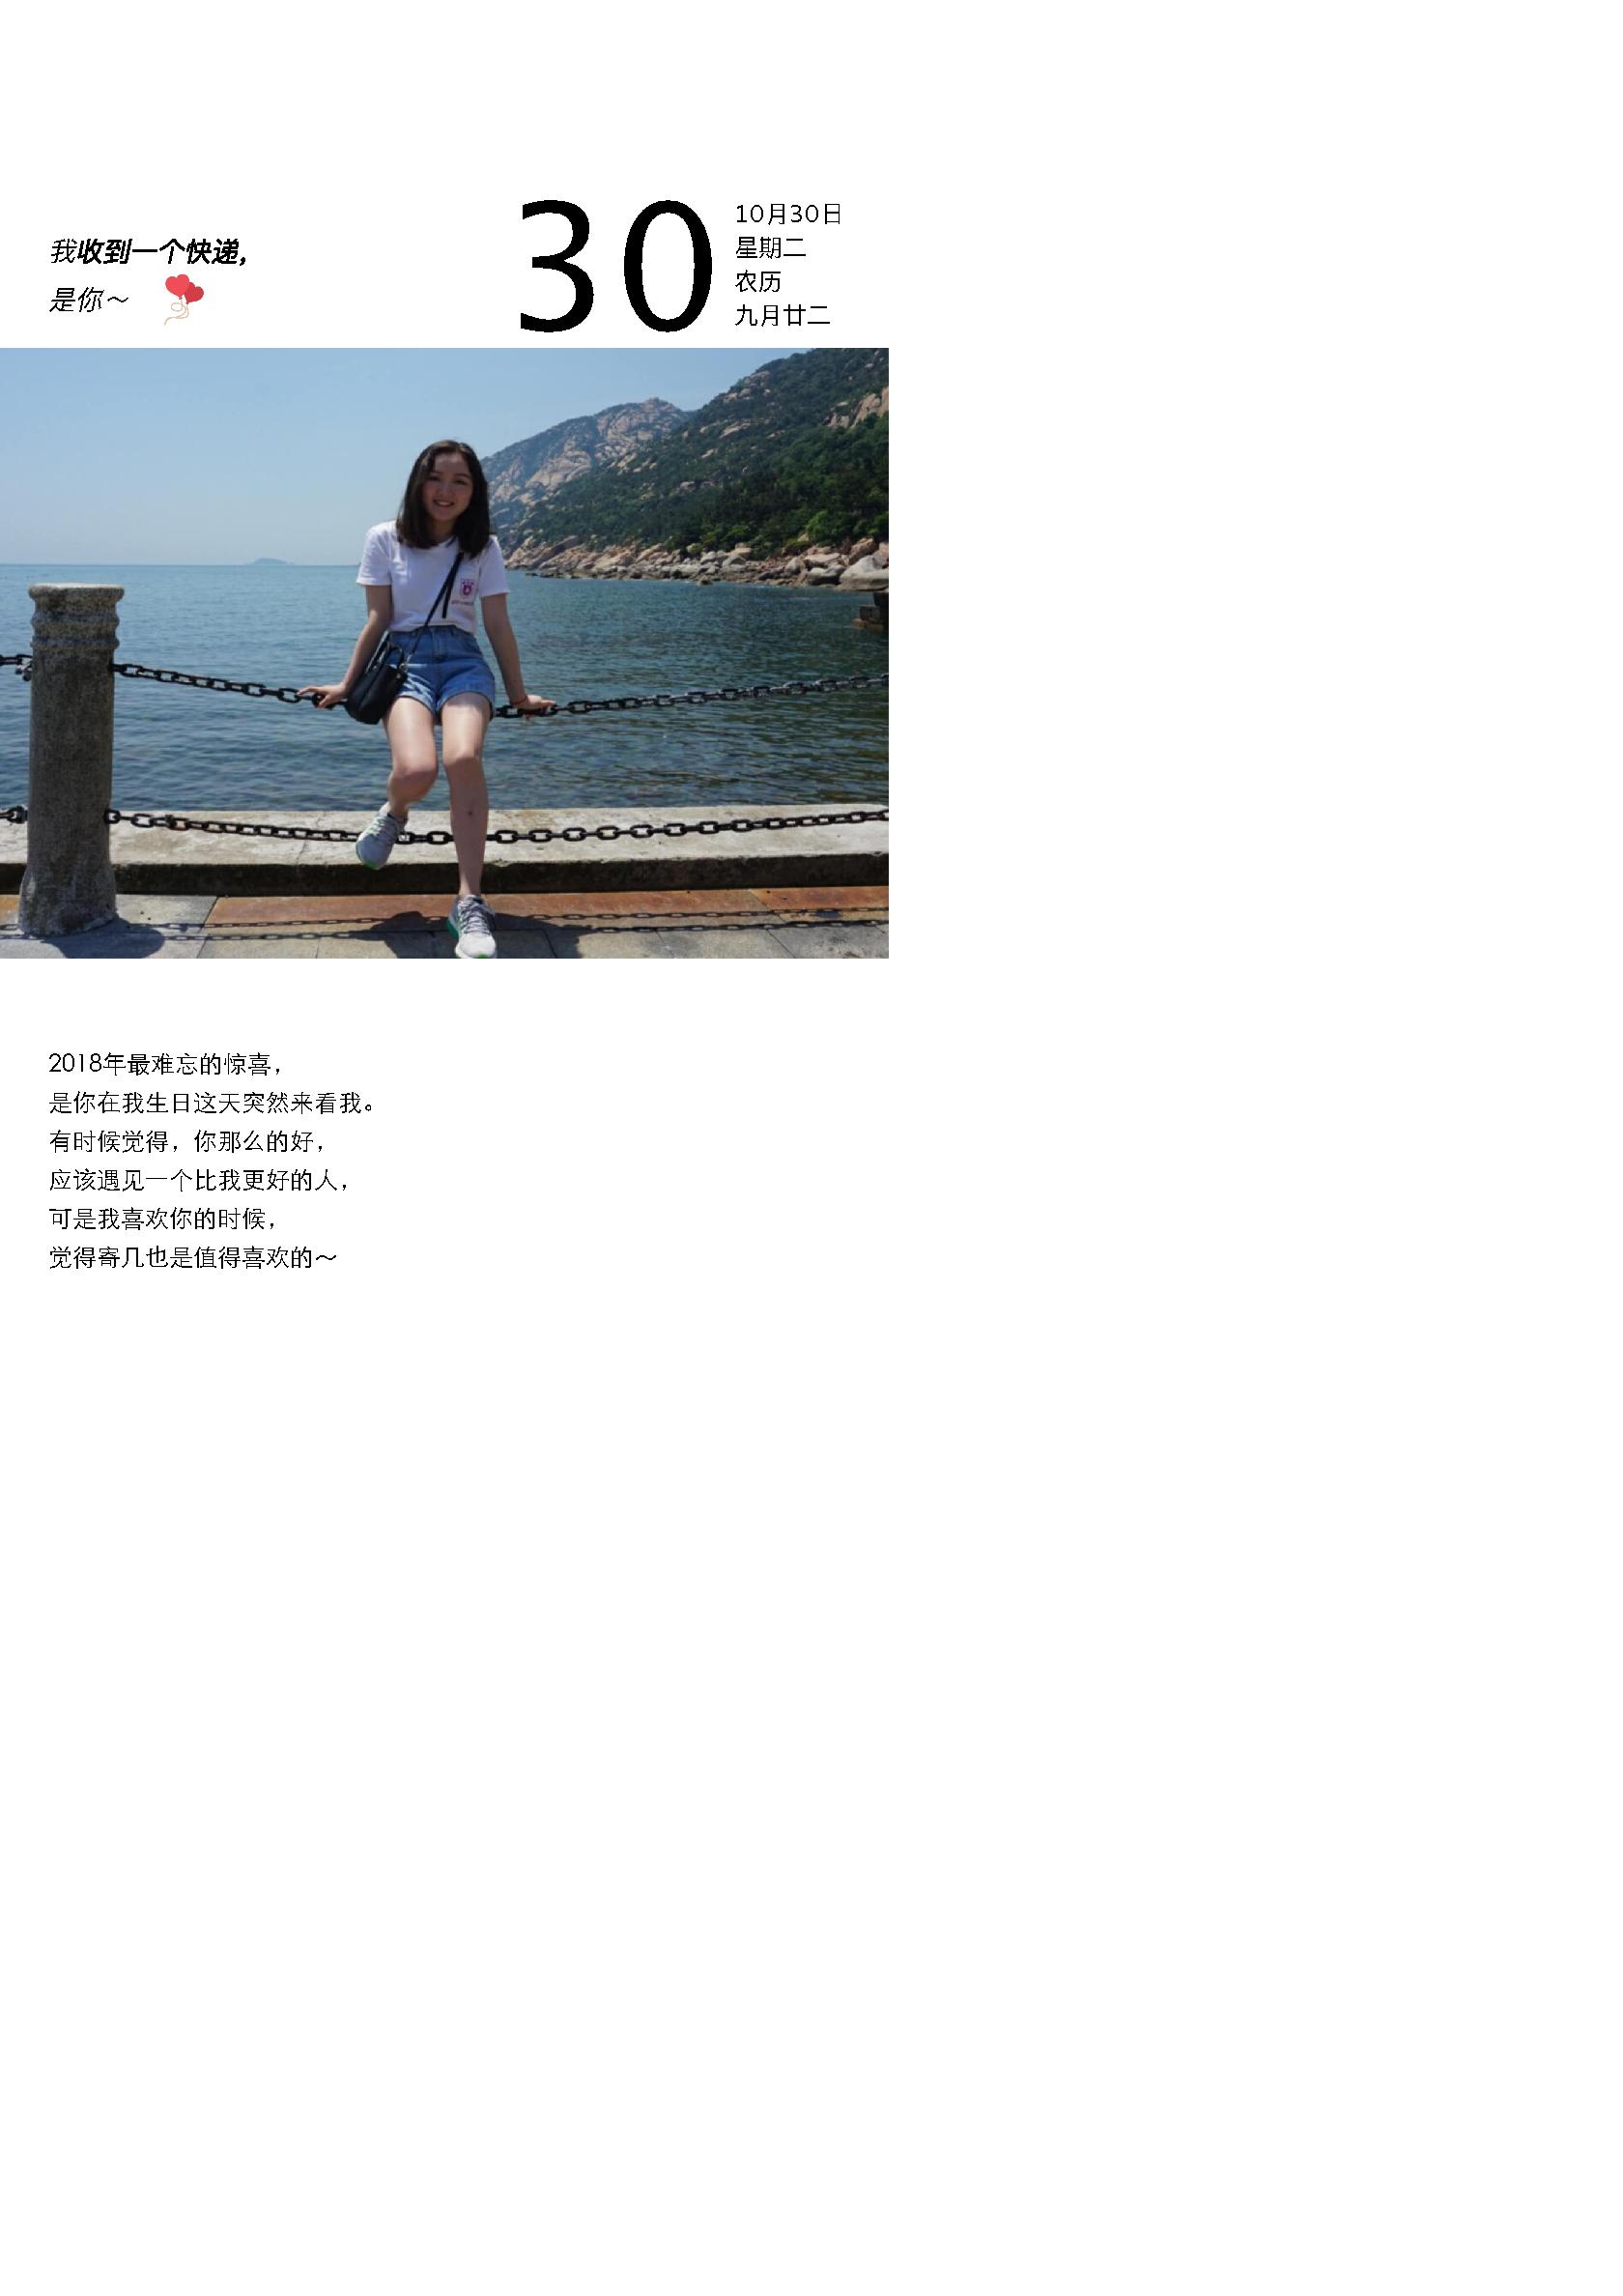 我收到一个快递,
是你～
30
10月30日
星期二
农历
九月廿二
2018年最难忘的惊喜，
是你在我生日这天突然来看我。
有时候觉得，你那么的好，
应该遇见一个比我更好的人，
可是我喜欢你的时候，
觉得寄几也是值得喜欢的～